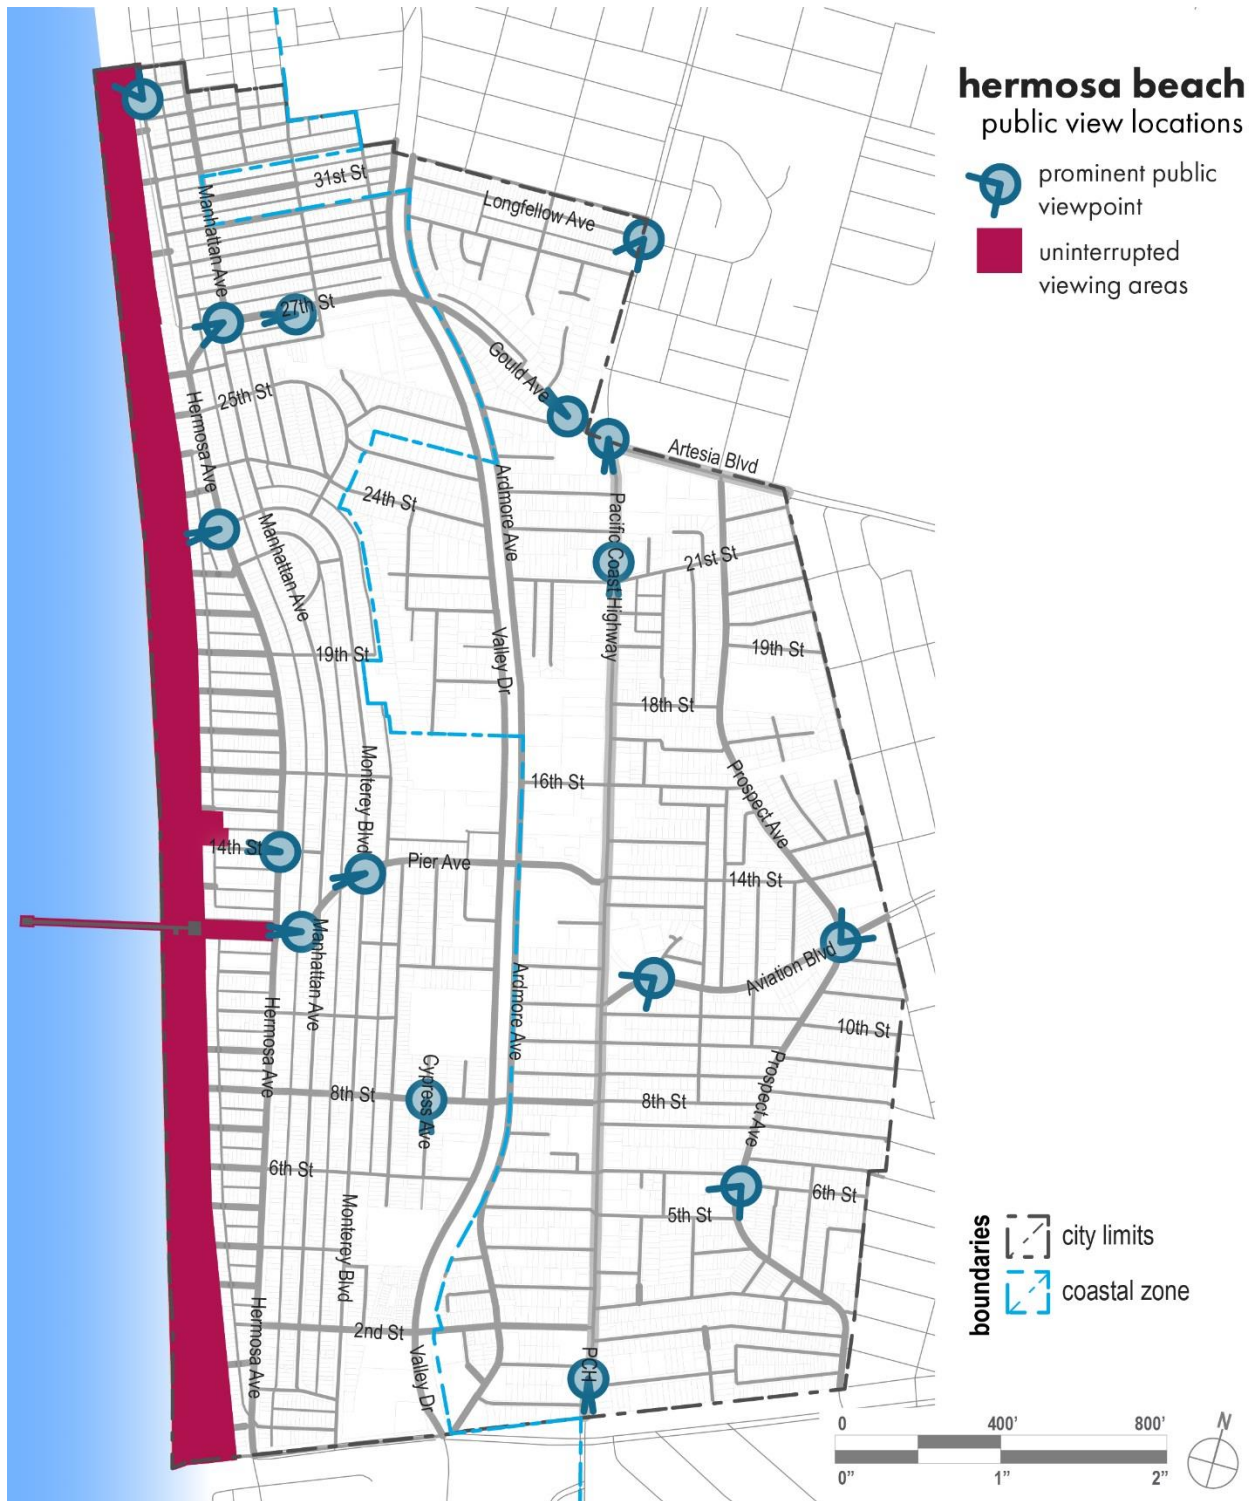 hermosa beach
public view locations
prominent public
viewpoint
uninterrupted
viewing areas
31st St
Longfellow Ave
Manhattan Ave
27th St
Gould Ave
25th St
Hermosa Ave
Artesia Blvd
24th St
Ardmore Ave
Pacific Coast Highway
Manhattan Ave
21st St
19th St
Valley Dr
19th St
18th St
Monterey Blvd
16th St
Prospect Ave
14th St
Pier Ave
14th St
Manhattan Ave
Aviation Blvd
Ardmore Ave
Hermosa Ave
10th St
Cypress Ave
8th St
8th St
Prospect Ave
6th St
6th St
5th St
Monterey Blvd
boundaries
city limits
coastal zone
Hermosa Ave
2nd St
Valley Dr
PCH
0 400' 800'
0" 1" 2"
N